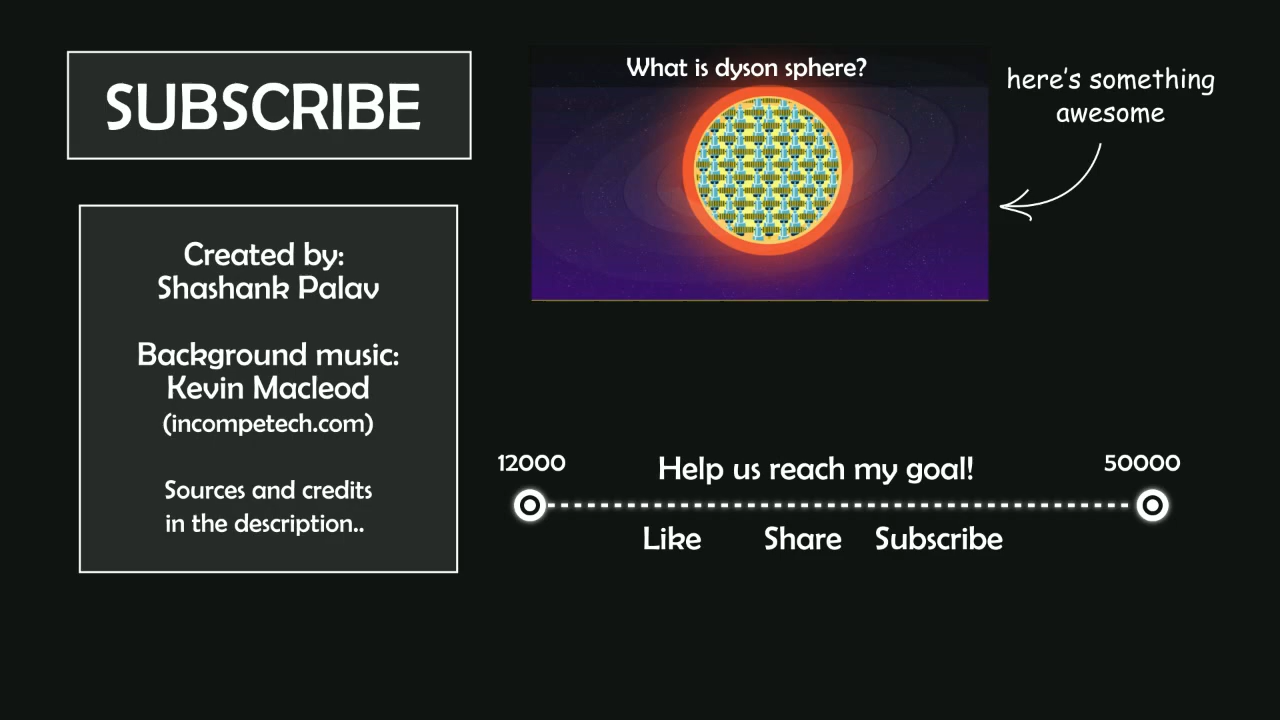 SUBSCRIBE
Created by:
Shashank Palav
Background music:
Kevin Macleod
(incompetech.com)
Sources and credits
in the description..
What is dyson sphere?
here's something
awesome
12000
Help us reach my goal!
50000
Like Share Subscribe